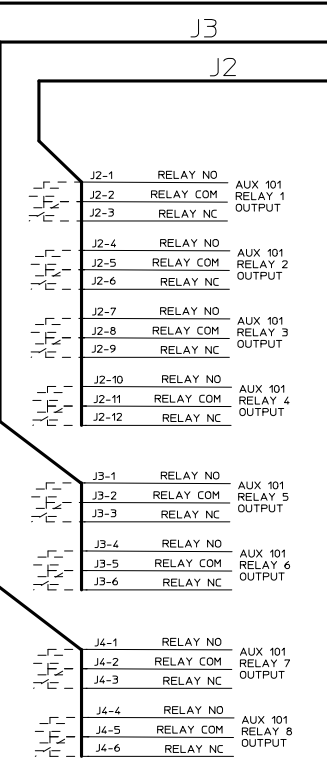 J3
J2
J2-1 RELAY NO
J2-2 RELAY COM
J2-3 RELAY NC
AUX 101
RELAY 1
OUTPUT
J2-4 RELAY NO
J2-5 RELAY COM
J2-6 RELAY NC
AUX 101
RELAY 2
OUTPUT
J2-7 RELAY NO
J2-8 RELAY COM
J2-9 RELAY NC
AUX 101
RELAY 3
OUTPUT
J2-10 RELAY NO
J2-11 RELAY COM
J2-12 RELAY NC
AUX 101
RELAY 4
OUTPUT
J3-1 RELAY NO
J3-2 RELAY COM
J3-3 RELAY NC
AUX 101
RELAY 5
OUTPUT
J3-4 RELAY NO
J3-5 RELAY COM
J3-6 RELAY NC
AUX 101
RELAY 6
OUTPUT
J4-1 RELAY NO
J4-2 RELAY COM
J4-3 RELAY NC
AUX 101
RELAY 7
OUTPUT
J4-4 RELAY NO
J4-5 RELAY COM
J4-6 RELAY NC
AUX 101
RELAY 8
OUTPUT